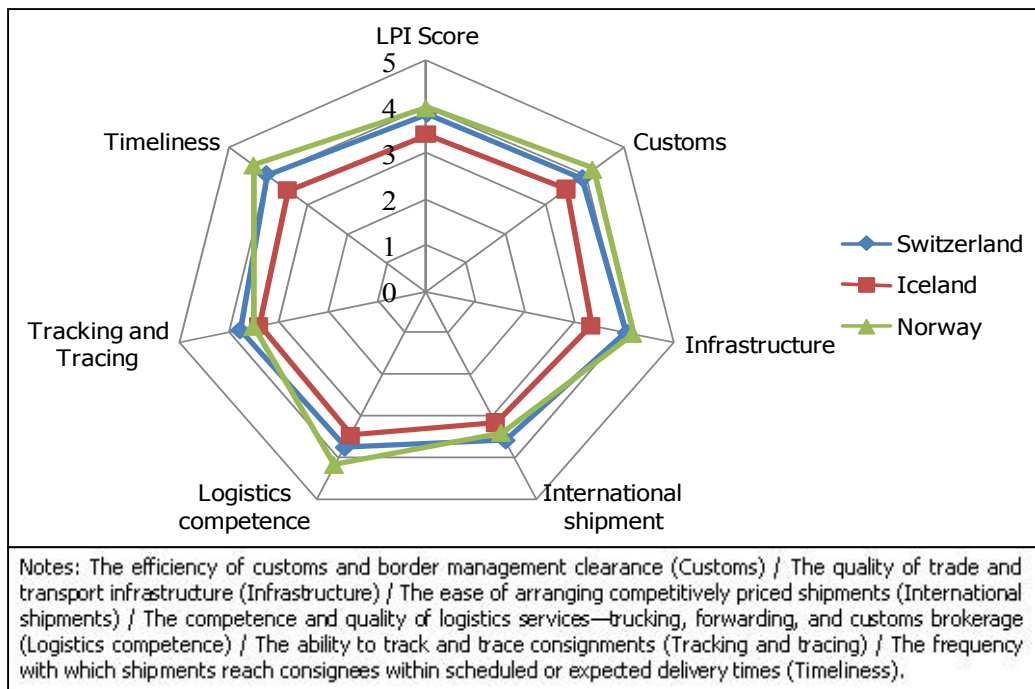 LPI Score
5
4
3
2
1
0
Timeliness
Customs
Tracking and
Tracing
Infrastructure
Logistics
competence
International
shipment
Switzerland
Iceland
Norway
Notes: The efficiency of customs and border management clearance (Customs) / The quality of trade and
transport infrastructure (Infrastructure) / The ease of arranging competitively priced shipments (International
shipments) / The competence and quality of logistics services—trucking, forwarding, and customs brokerage
(Logistics competence) / The ability to track and trace consignments (Tracking and tracing) / The frequency
with which shipments reach consignees within scheduled or expected delivery times (Timeliness).